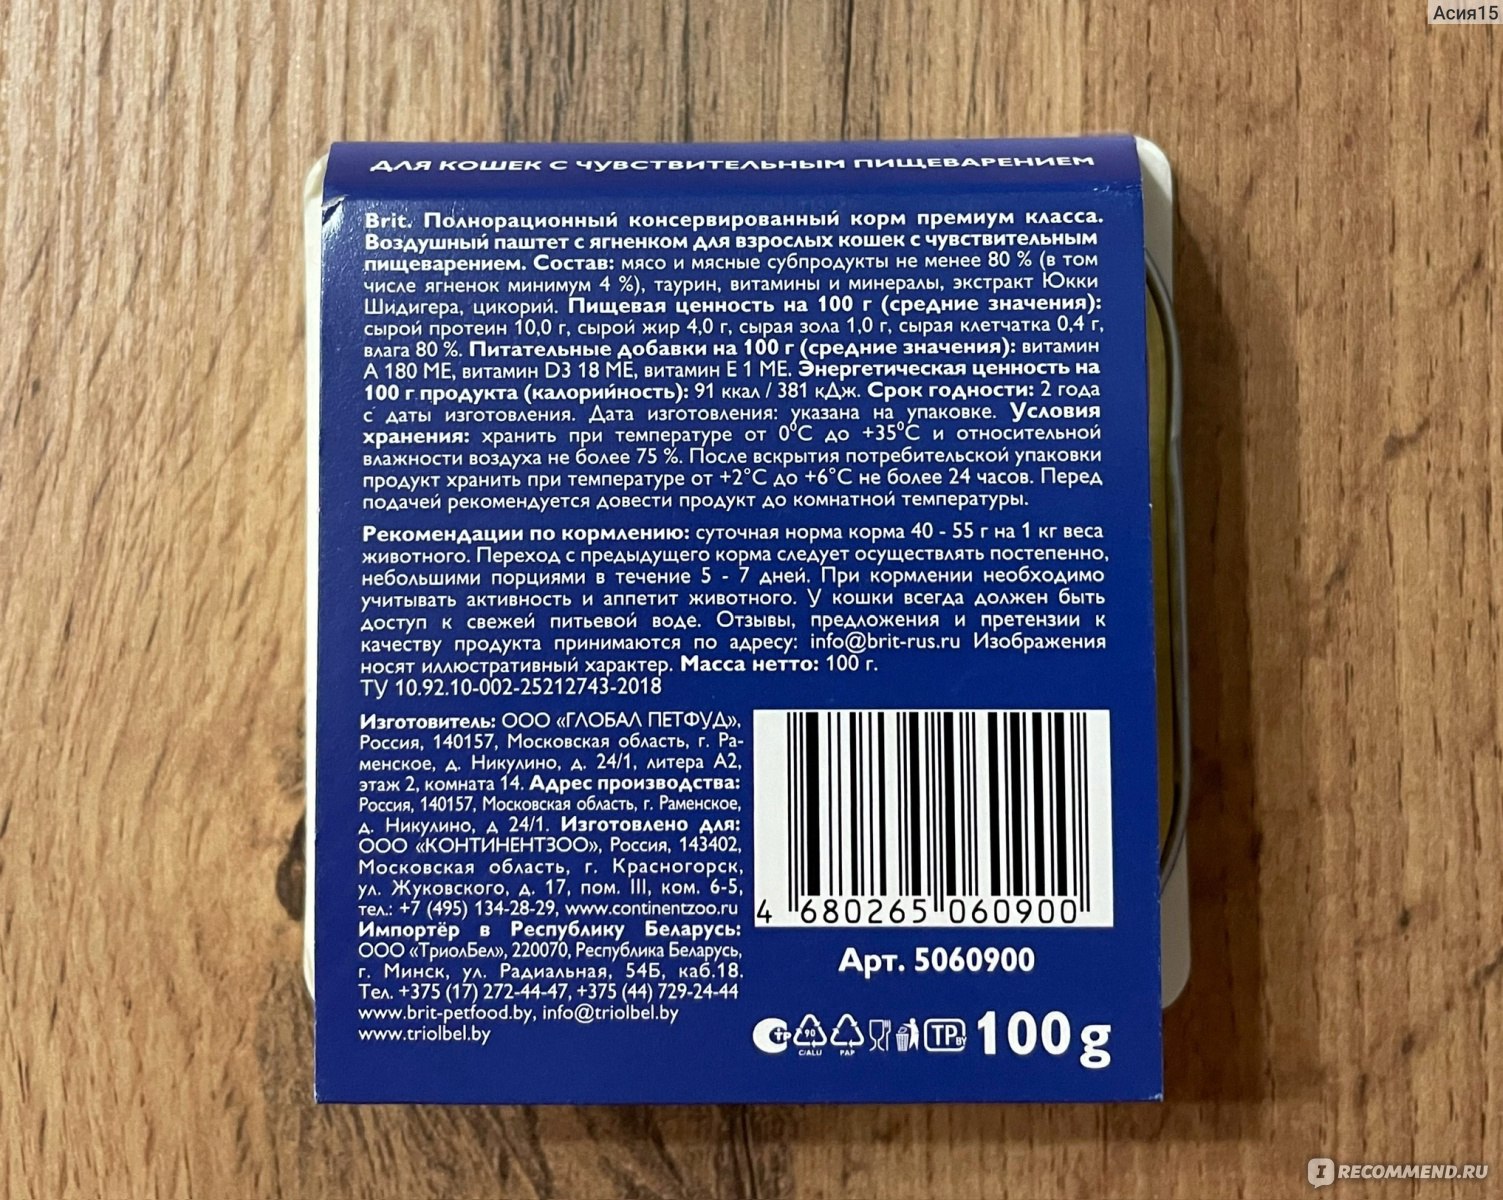 Асия15
ДЛЯ КОШЕК С ЧУВСТВИТЕЛЬНЫМ ПИЩЕВАРЕНИЕМ
Brit. Полнорационный консервированный корм премиум класса.
Воздушный паштет с ягненком для взрослых кошек с чувствительным
пищеварением. Состав: мясо и мясные субпродукты не менее 80 % (в том
числе ягненок минимум 4 %), таурин, витамины и минералы, экстракт Юкки
Шидигера, цикорий. Пищевая ценность на 100 г (средние значения):
сырой протеин 10,0 г, сырой жир 4,0 г, сырая зола 1,0 г, сырая клетчатка 0,4 г,
влага 80 %. Питательные добавки на 100 г (средние значения): витамин
А 180 МЕ, витамин D3 18 МЕ, витамин Е 1 МЕ. Энергетическая ценность на
100 г продукта (калорийность): 91 ккал / 381 кДж. Срок годности: 2 года
с даты изготовления. Дата изготовления: указана на упаковке. Условия
хранения: хранить при температуре от 0°С до +35°С и относительной
влажности воздуха не более 75 %. После вскрытия потребительской упаковки
продукт хранить при температуре от +2°С до +6°С не более 24 часов. Перед
подачей рекомендуется довести продукт до комнатной температуры.
Рекомендации по кормлению: суточная норма корма 40 - 55 г на 1 кг веса
животного. Переход с предыдущего корма следует осуществлять постепенно,
небольшими порциями в течение 5 - 7 дней. При кормлении необходимо
учитывать активность и аппетит животного. У кошки всегда должен быть
доступ к свежей питьевой воде. Отзывы, предложения и претензии к
качеству продукта принимаются по адресу: info@brit-rus.ru Изображения
носят иллюстративный характер. Масса нетто: 100 г.
ТУ 10.92.10-002-25212743-2018
Изготовитель: ООО «ГЛОБАЛ ПЕТФУД»,
Россия, 140157, Московская область, г. Ра-
менское, д. Никулино, д. 24/1, литера А2,
этаж 2, комната 14. Адрес производства:
Россия, 140157, Московская область, г. Раменское,
д. Никулино, д 24/1. Изготовлено для:
ООО «КОНТИНЕНТЗОО», Россия, 143402,
Московская область, г. Красногорск,
ул. Жуковского, д. 17, пом. III, ком. 6-5,
тел.: +7 (495) 134-28-29, www.continentzoo.ru
Импортёр в Республику Беларусь:
ООО «ТриолБел», 220070, Республика Беларусь,
г. Минск, ул. Радиальная, 54Б, каб.18.
Тел. +375 (17) 272-44-47, +375 (44) 729-24-44
www.brit-petfood.by, info@triolbel.by
www.triolbel.by
4 680265 060900
Арт. 5060900
ТР 90 C/ALU PAP TP BY 100 g
I RECOMMEND.RU